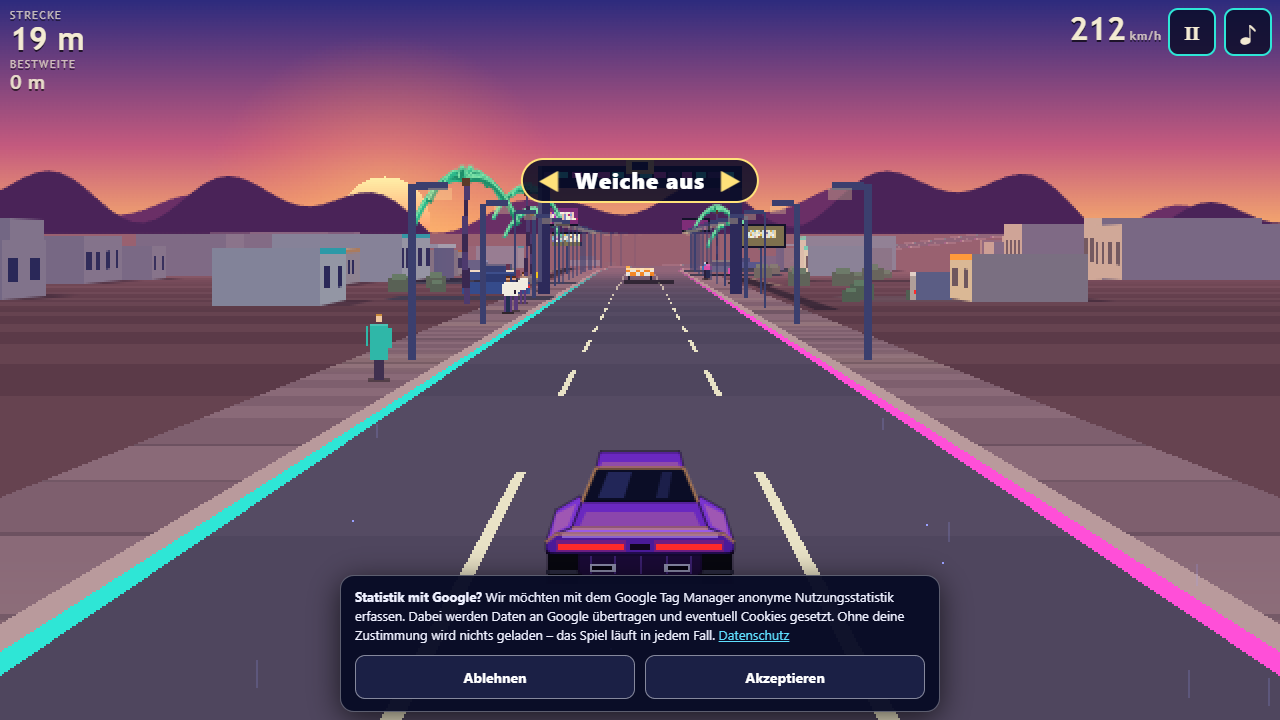 STRECKE
19 m
BESTWEITE
0 m
212 km/h
II
♪
◀ Weiche aus ▶
OPEN
Statistik mit Google? Wir möchten mit dem Google Tag Manager anonyme Nutzungsstatistik
erfassen. Dabei werden Daten an Google übertragen und eventuell Cookies gesetzt. Ohne deine
Zustimmung wird nichts geladen – das Spiel läuft in jedem Fall. Datenschutz
Ablehnen
Akzeptieren